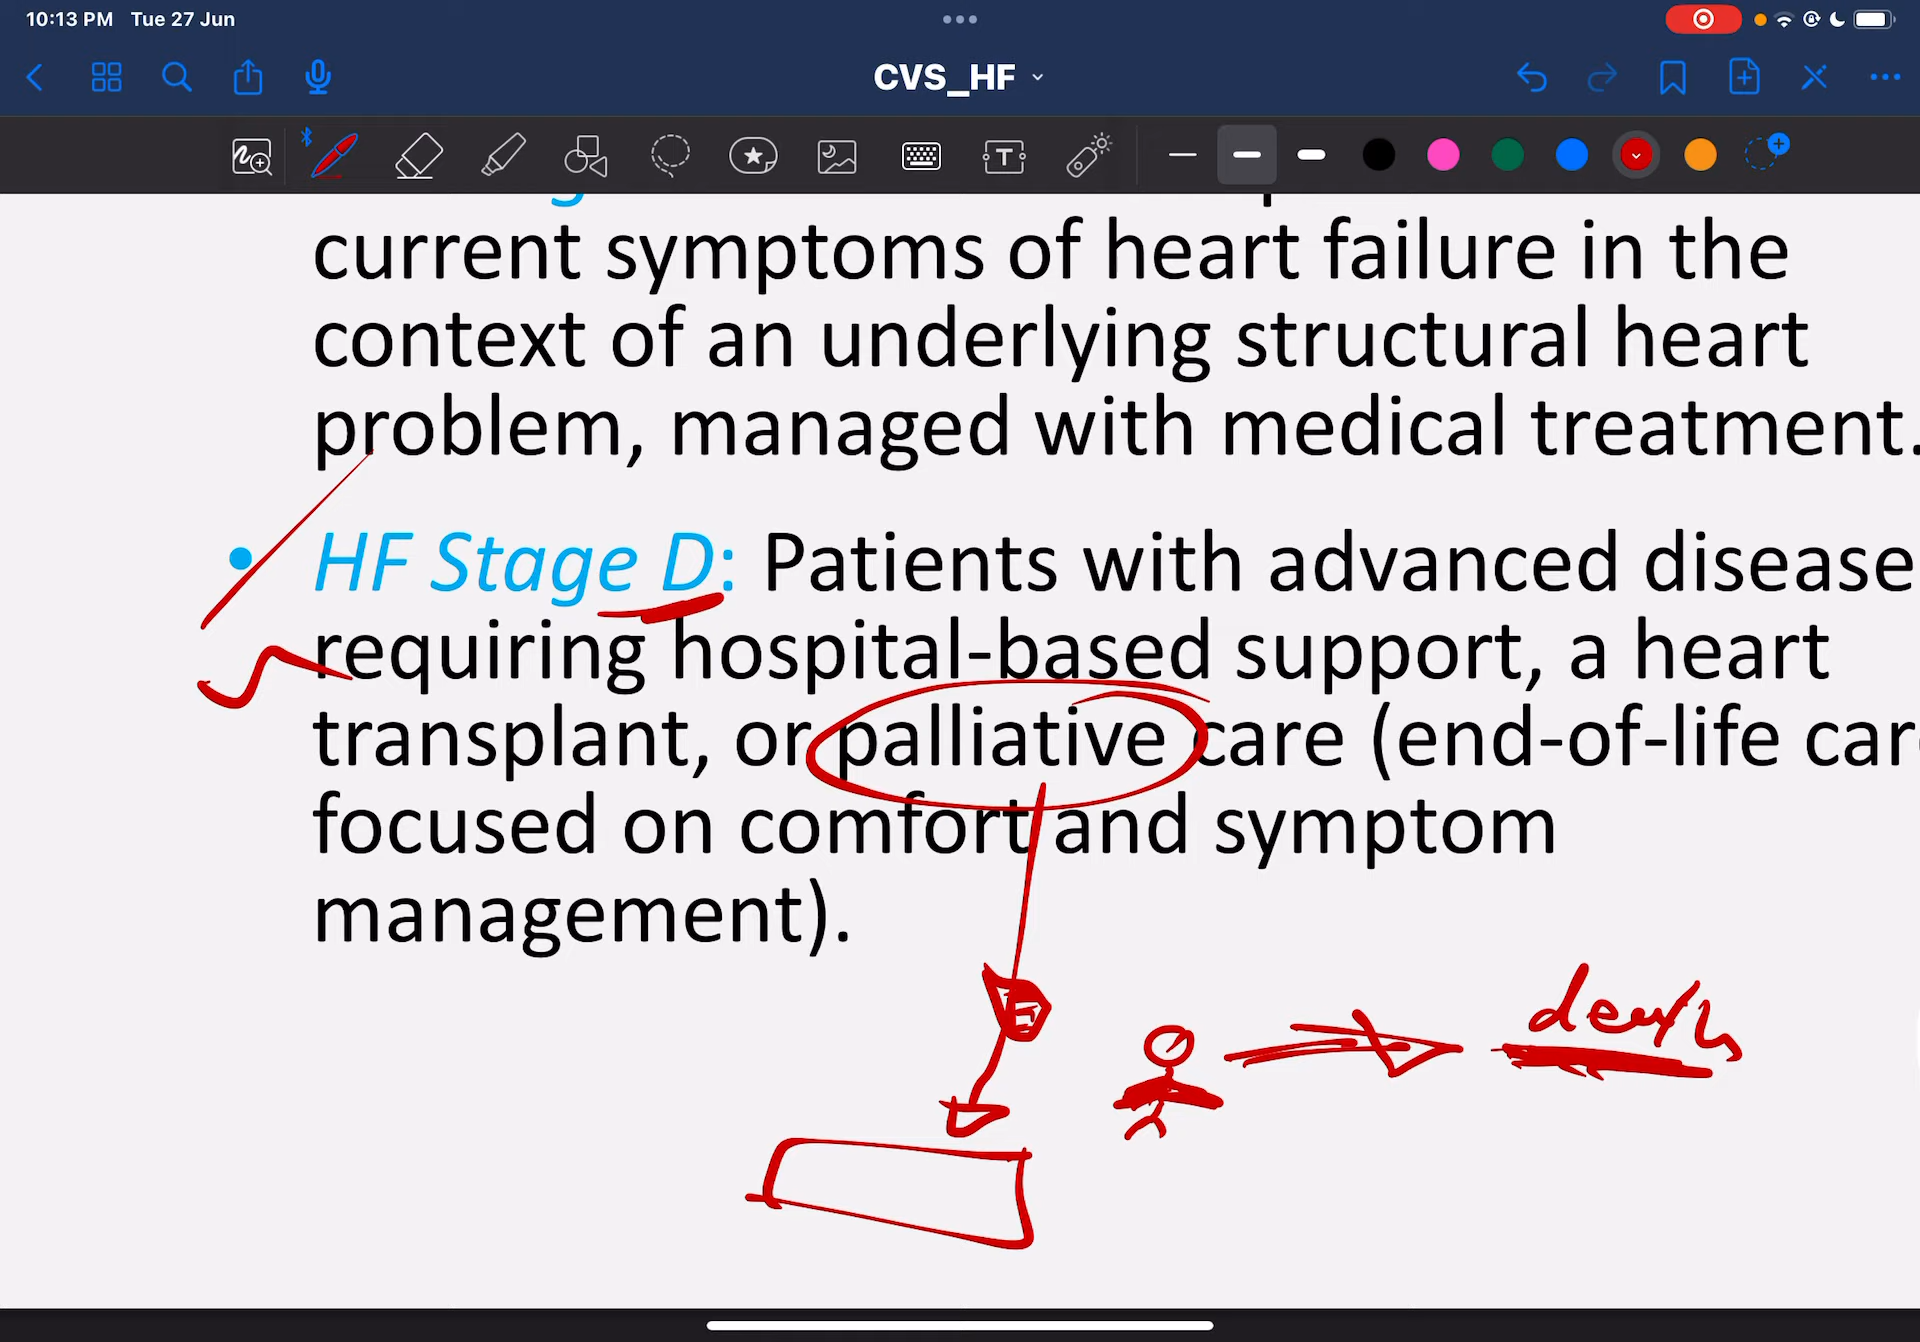 10:13 PM Tue 27 Jun
CVS_HF
T
current symptoms of heart failure in the
context of an underlying structural heart
problem, managed with medical treatment.
• HF Stage D: Patients with advanced disease
requiring hospital-based support, a heart
transplant, or palliative care (end-of-life car
focused on comfort and symptom
management).
death